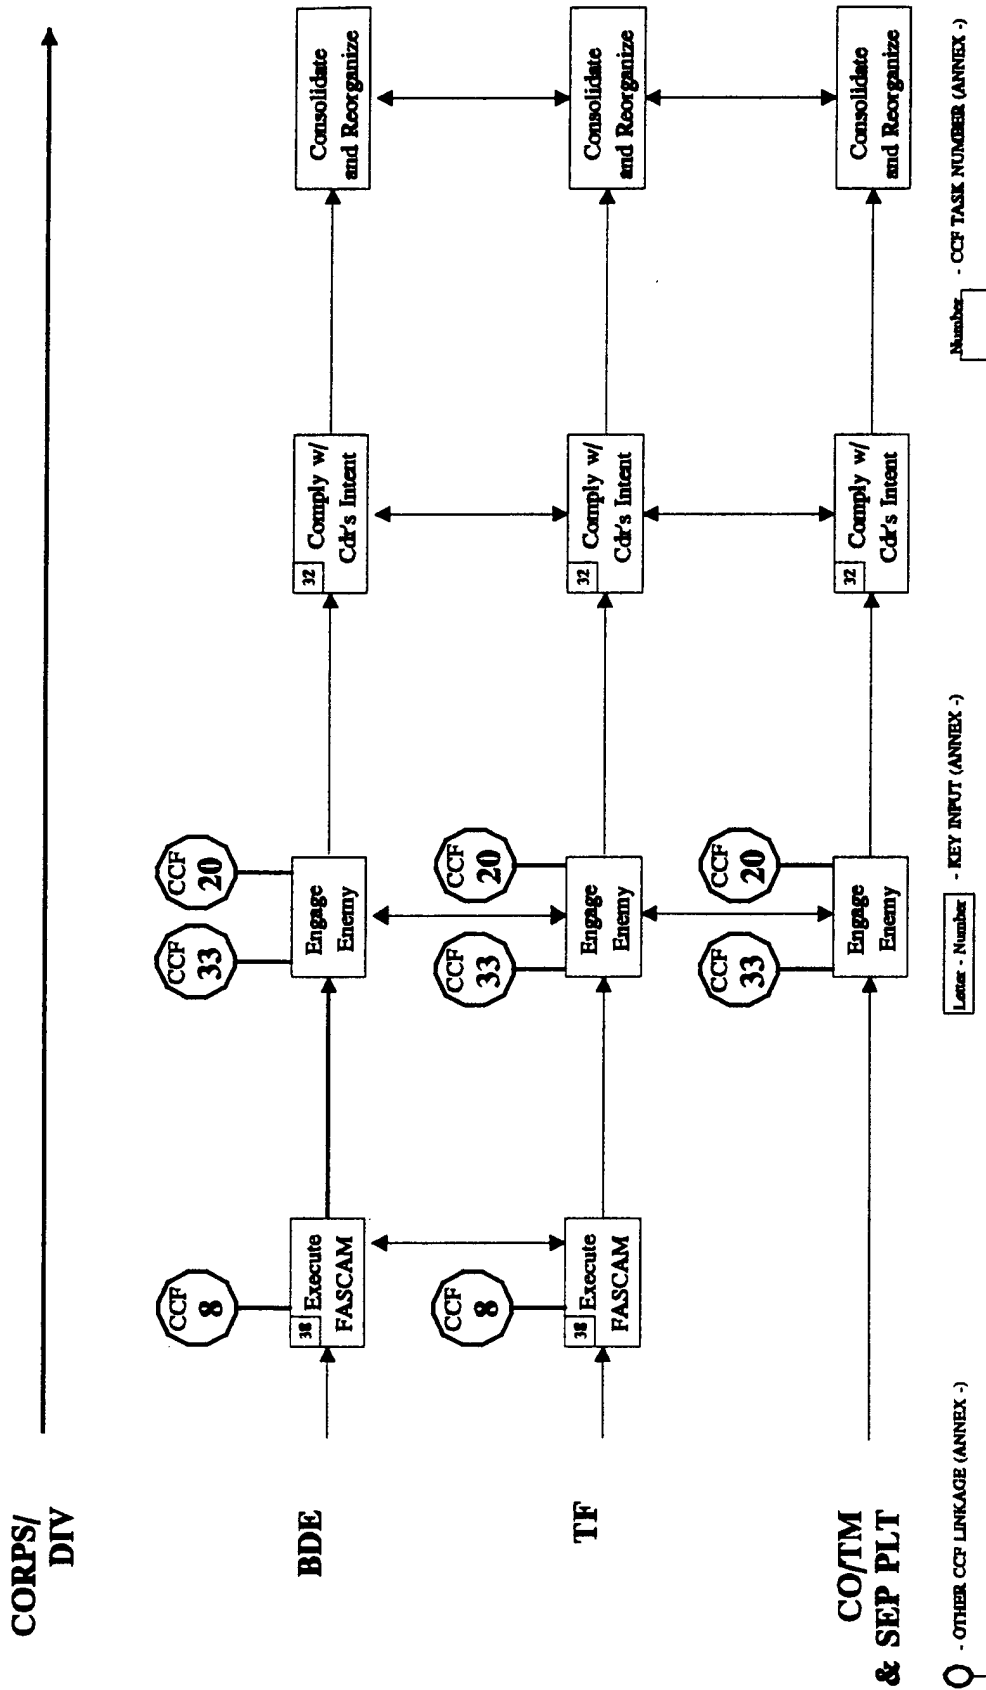 CORPS/
DIV
BDE
CCF
8
38 Execute
FASCAM
CCF
33
CCF
20
Engage
Enemy
32 Comply w/
Cdr's Intent
Consolidate
and Reorganize
TF
CCF
8
38 Execute
FASCAM
CCF
33
CCF
20
Engage
Enemy
32 Comply w/
Cdr's Intent
Consolidate
and Reorganize
CO/TM
& SEP PLT
CCF
33
CCF
20
Engage
Enemy
32 Comply w/
Cdr's Intent
Consolidate
and Reorganize
- OTHER CCF LINKAGE (ANNEX -)
Letter - Number - KEY INPUT (ANNEX -)
Number - CCF TASK NUMBER (ANNEX -)